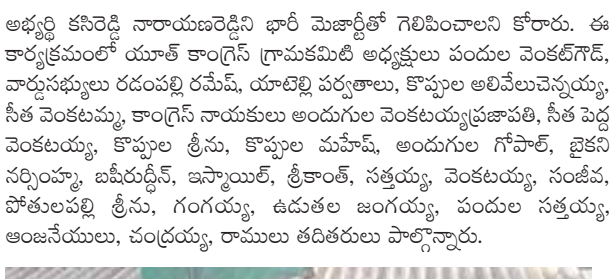 అభ్యర్థి కసిరెడ్డి నారాయణరెడ్డిని భారీ మెజార్టీతో గెలిపించాలని కోరారు. ఈ
కార్యక్రమంలో యూత్ కాంగ్రెస్ గ్రామకమిటి అధ్యక్షులు పందుల వెంకట్‌గౌడ్,
వార్డుసభ్యులు రడంపల్లి రమేష్, యాటెల్లి పర్వతాలు, కొప్పుల అలివేలుచెన్నయ్య,
సీత వెంకటమ్మ, కాంగ్రెస్ నాయకులు అందుగుల వెంకటయ్యప్రజాపతి, సీత పెద్ద
వెంకటయ్య, కొప్పుల శ్రీను, కొప్పుల మహేష్, అందుగుల గోపాల్, బైకని
నర్సింహ్మ, బషీరుద్ధీన్, ఇస్మాయిల్, శ్రీకాంత్, సత్తయ్య, వెంకటయ్య, సంజీవ,
పోతులపల్లి శ్రీను, గంగయ్య, ఉడుతల జంగయ్య, పందుల సత్తయ్య,
ఆంజనేయులు, చంద్రయ్య, రాములు తదితరులు పాల్గొన్నారు.